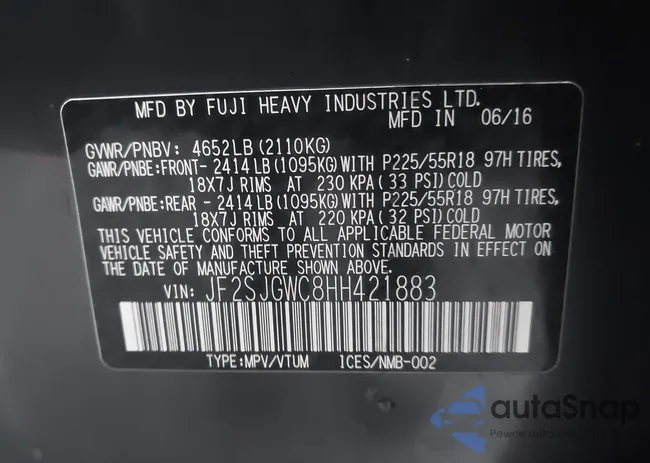 MFD BY FUJI HEAVY INDUSTRIES LTD.
MFD IN 06/16
GVWR/PNBV: 4652LB (2110KG)
GAWR/PNBE:FRONT- 2414LB (1095KG) WITH P225/55R18 97H TIRES,
18X7J RIMS AT 230 KPA (33 PSI) COLD
GAWR/PNBE:REAR - 2414LB (1095KG) WITH P225/55R18 97H TIRES,
18X7J RIMS AT 220 KPA (32 PSI) COLD
THIS VEHICLE CONFORMS TO ALL APPLICABLE FEDERAL MOTOR
VEHICLE SAFETY AND THEFT PREVENTION STANDARDS IN EFFECT ON
THE DATE OF MANUFACTURE SHOWN ABOVE.
VIN: JF2SJGWC8HH421883
TYPE:MPV/VTUM ICES/NMB-002
autaSnap
Pewne auta